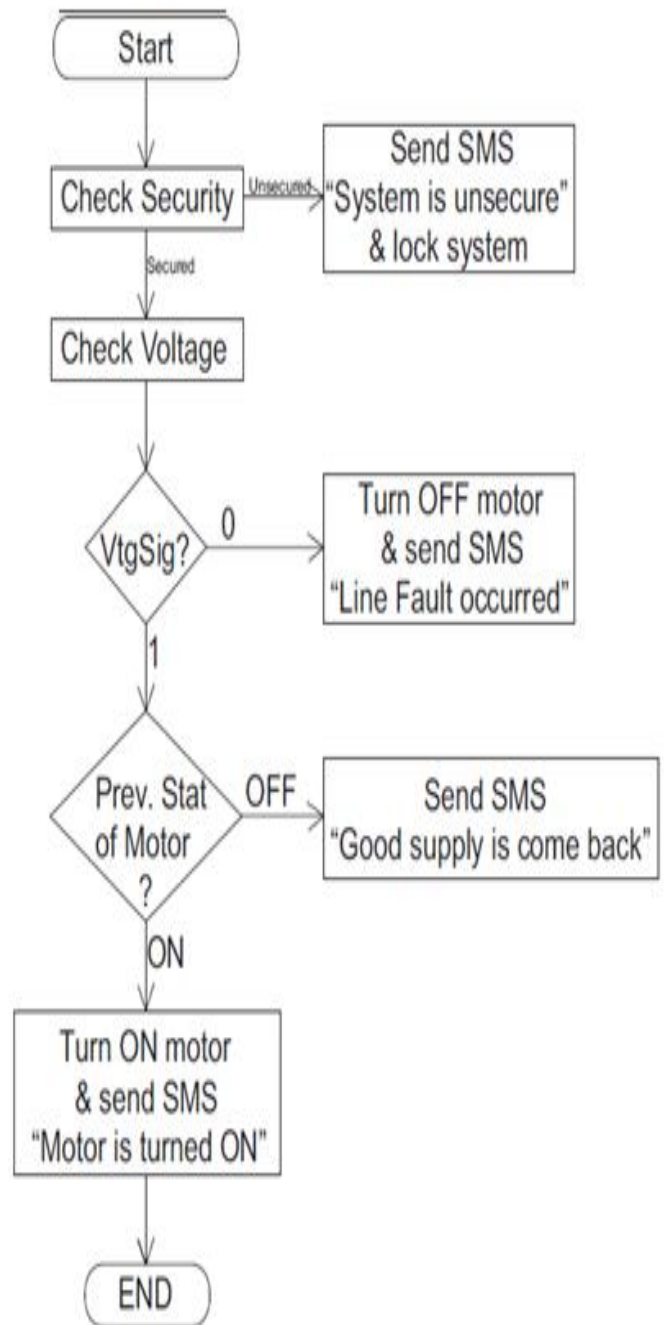 Start
Check Security
Unsecured
Send SMS
“System is unsecure”
& lock system
Secured
Check Voltage
VtgSig?
0
Turn OFF motor
& send SMS
“Line Fault occurred”
1
Prev. Stat
of Motor
?
OFF
Send SMS
“Good supply is come back”
ON
Turn ON motor
& send SMS
“Motor is turned ON”
END